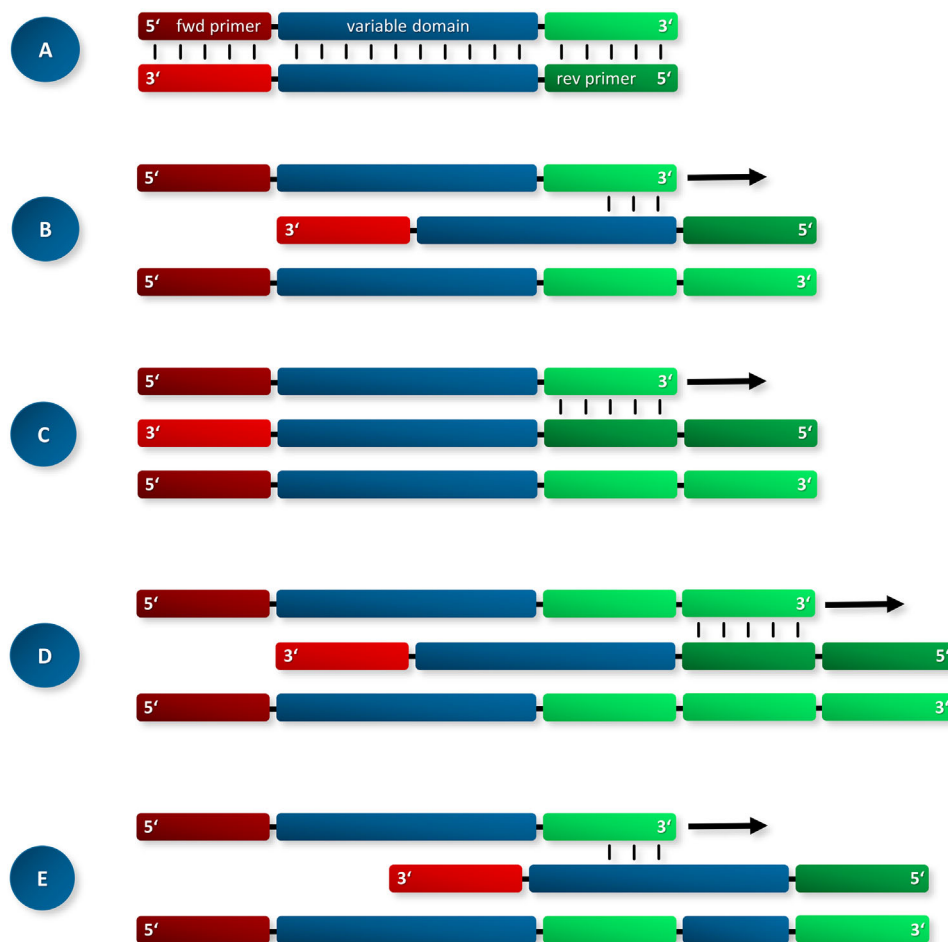 A
5‘ fwd primer variable domain 3‘
3‘ rev primer 5‘
B
5‘ 3‘
3‘ 5‘
5‘ 3‘
C
5‘ 3‘
3‘ 5‘
5‘ 3‘
D
5‘ 3‘
3‘ 5‘
5‘ 3‘
E
5‘ 3‘
3‘ 5‘
5‘ 3‘